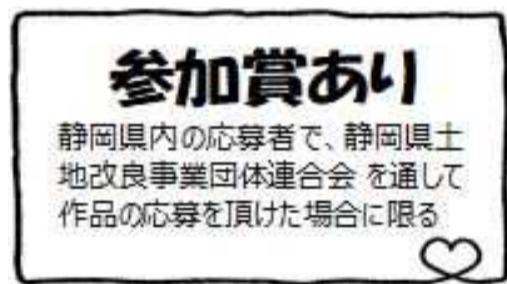 参加賞あり
静岡県内の応募者で、静岡県土
地改良事業団体連合会 を通して
作品の応募を頂けた場合に限る